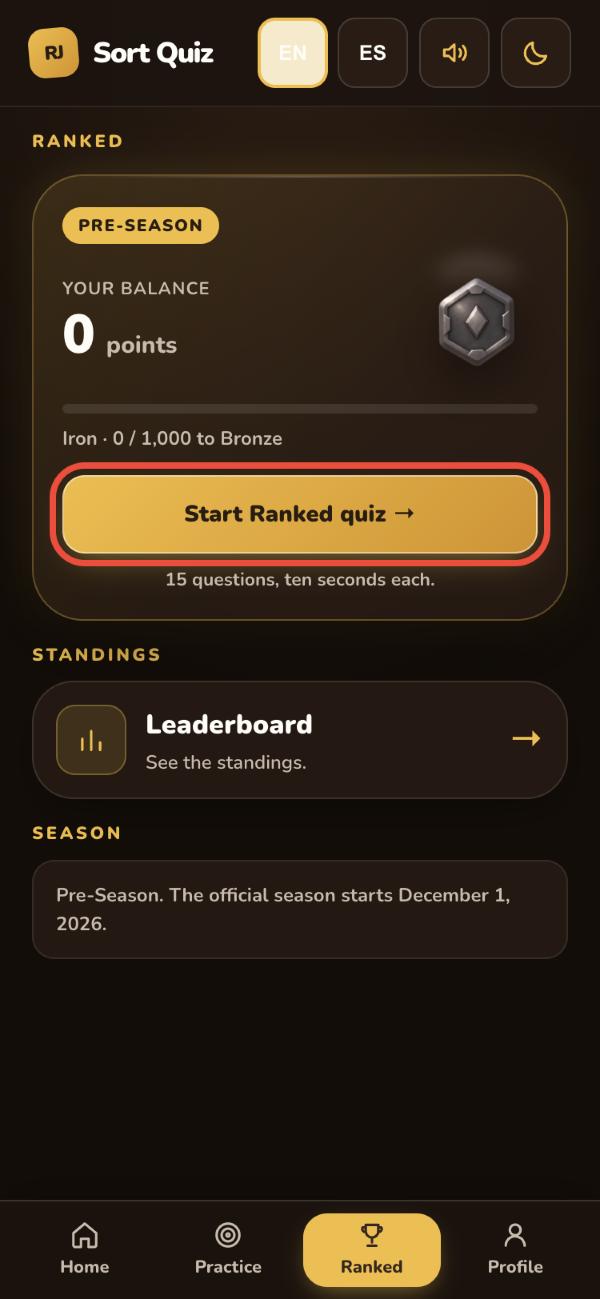 RJ
Sort Quiz
EN
ES
RANKED
PRE-SEASON
YOUR BALANCE
0 points
Iron · 0 / 1,000 to Bronze
Start Ranked quiz →
15 questions, ten seconds each.
STANDINGS
Leaderboard
See the standings.
SEASON
Pre-Season. The official season starts December 1,
2026.
Home
Practice
Ranked
Profile